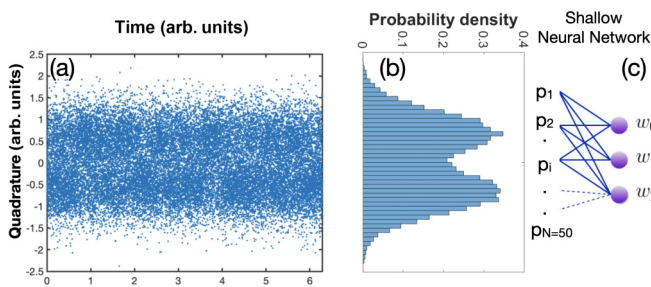 Time (arb. units)
Quadrature (arb. units)
2.5
2
1.5
1
0.5
0
-0.5
-1
-1.5
-2
-2.5
0
1
2
3
4
5
6
(a)
Probability density
0
0.1
0.2
0.3
0.4
(b)
Shallow
Neural Network
(c)
p1
p2
.
pi
.
.
pN=50
w
w
w